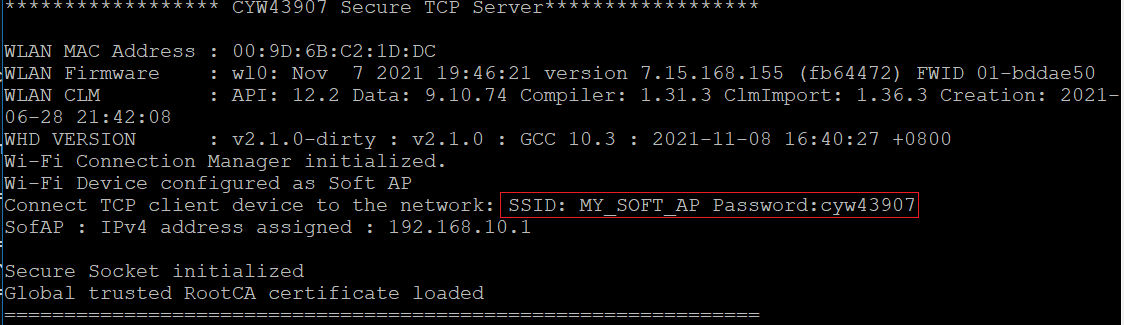 ****************** CYW43907 Secure TCP Server******************
WLAN MAC Address : 00:9D:6B:C2:1D:DC
WLAN Firmware    : wl0: Nov  7 2021 19:46:21 version 7.15.168.155 (fb64472) FWID 01-bddae50
WLAN CLM         : API: 12.2 Data: 9.10.74 Compiler: 1.31.3 ClmImport: 1.36.3 Creation: 2021-
06-28 21:42:08
WHD VERSION      : v2.1.0-dirty : v2.1.0 : GCC 10.3 : 2021-11-08 16:40:27 +0800
Wi-Fi Connection Manager initialized.
Wi-Fi Device configured as Soft AP
Connect TCP client device to the network: SSID: MY_SOFT_AP Password:cyw43907
SofAP : IPv4 address assigned : 192.168.10.1
Secure Socket initialized
Global trusted RootCA certificate loaded
===============================================================